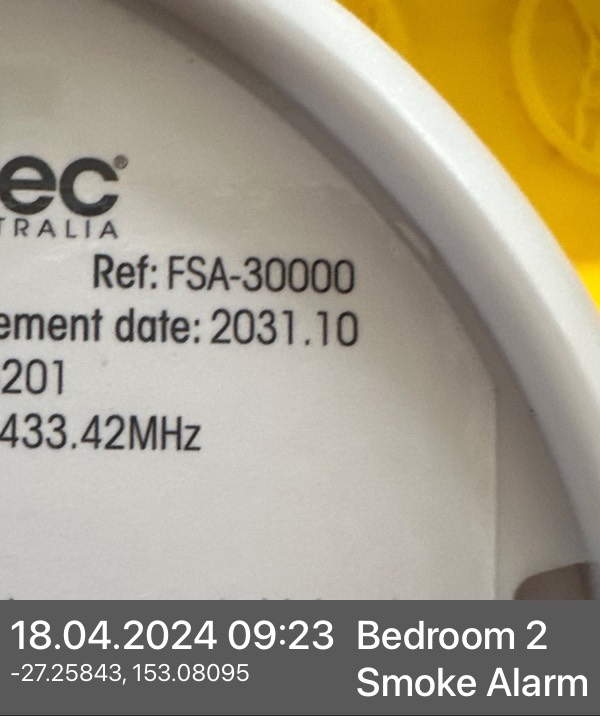 ec®
TRALIA
Ref: FSA-30000
ement date: 2031.10
201
433.42MHz
18.04.2024 09:23
-27.25843, 153.08095
Bedroom 2
Smoke Alarm